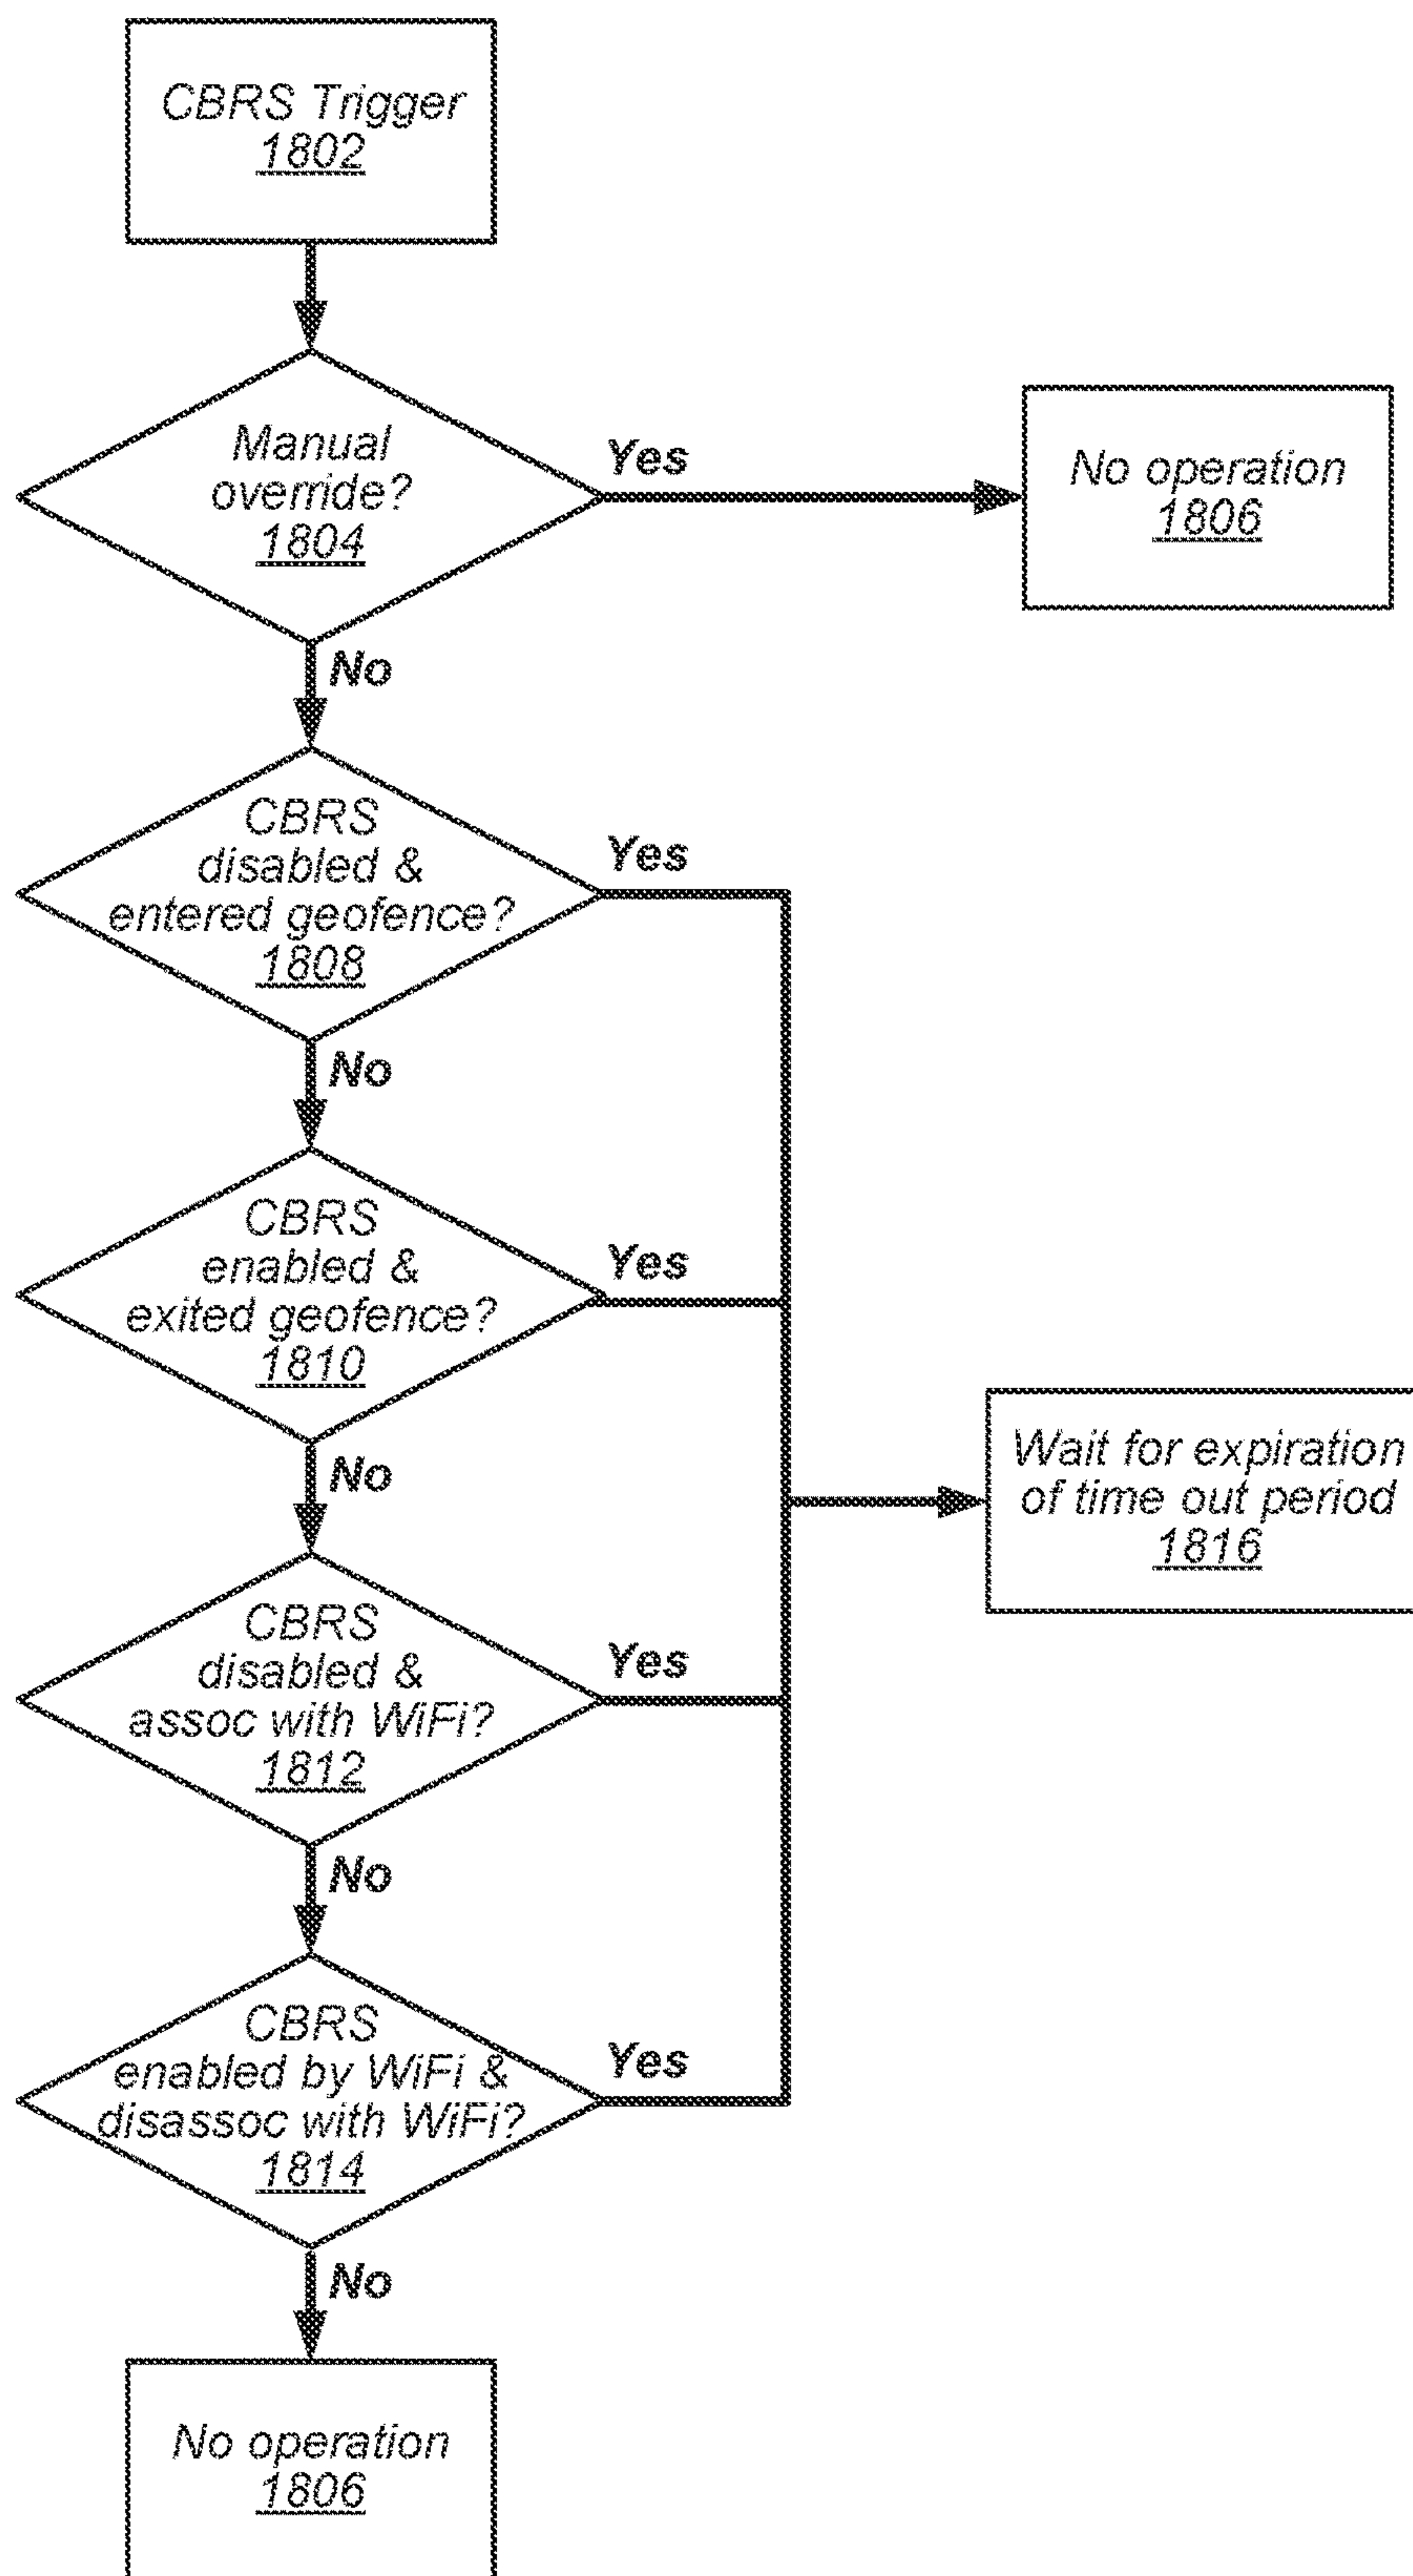 CBRS Trigger
1802
Manual
override?
1804
Yes
No operation
1806
No
CBRS
disabled &
entered geofence?
1808
Yes
No
CBRS
enabled &
exited geofence?
1810
Yes
Wait for expiration
of time out period
1816
No
CBRS
disabled &
assoc with WiFi?
1812
Yes
No
CBRS
enabled by WiFi &
disassoc with WiFi?
1814
Yes
No
No operation
1806